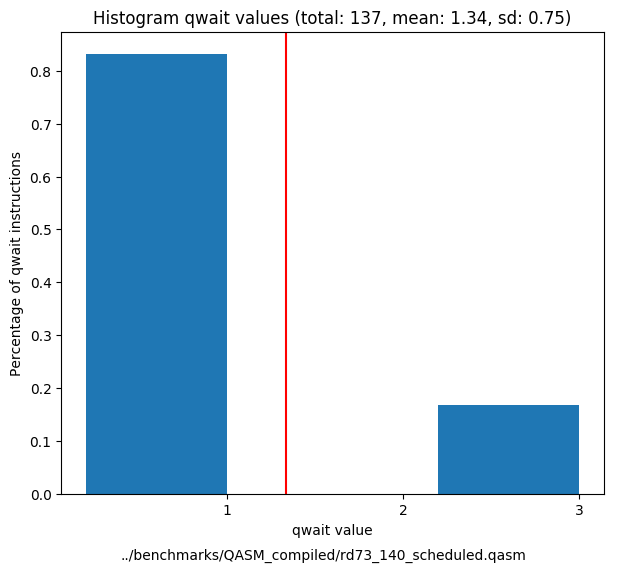 Histogram qwait values (total: 137, mean: 1.34, sd: 0.75)
Percentage of qwait instructions
0.8
0.7
0.6
0.5
0.4
0.3
0.2
0.1
0.0
1 2 3
qwait value
../benchmarks/QASM_compiled/rd73_140_scheduled.qasm